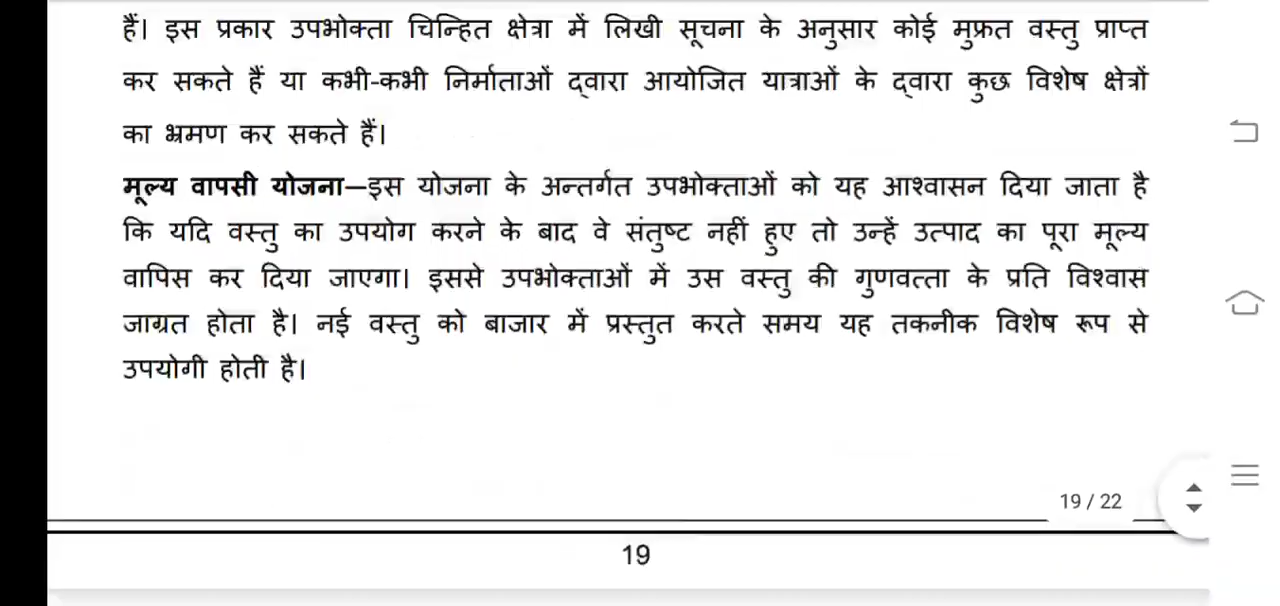 हैं। इस प्रकार उपभोक्ता चिन्हित क्षेत्रा में लिखी सूचना के अनुसार कोई मुफ्रत वस्तु प्राप्त
कर सकते हैं या कभी-कभी निर्माताओं द्वारा आयोजित यात्राओं के द्वारा कुछ विशेष क्षेत्रों
का भ्रमण कर सकते हैं।
मूल्य वापसी योजना—इस योजना के अन्तर्गत उपभोक्ताओं को यह आश्वासन दिया जाता है
कि यदि वस्तु का उपयोग करने के बाद वे संतुष्ट नहीं हुए तो उन्हें उत्पाद का पूरा मूल्य
वापिस कर दिया जाएगा। इससे उपभोक्ताओं में उस वस्तु की गुणवत्ता के प्रति विश्वास
जाग्रत होता है। नई वस्तु को बाजार में प्रस्तुत करते समय यह तकनीक विशेष रूप से
उपयोगी होती है।
19 / 22
19